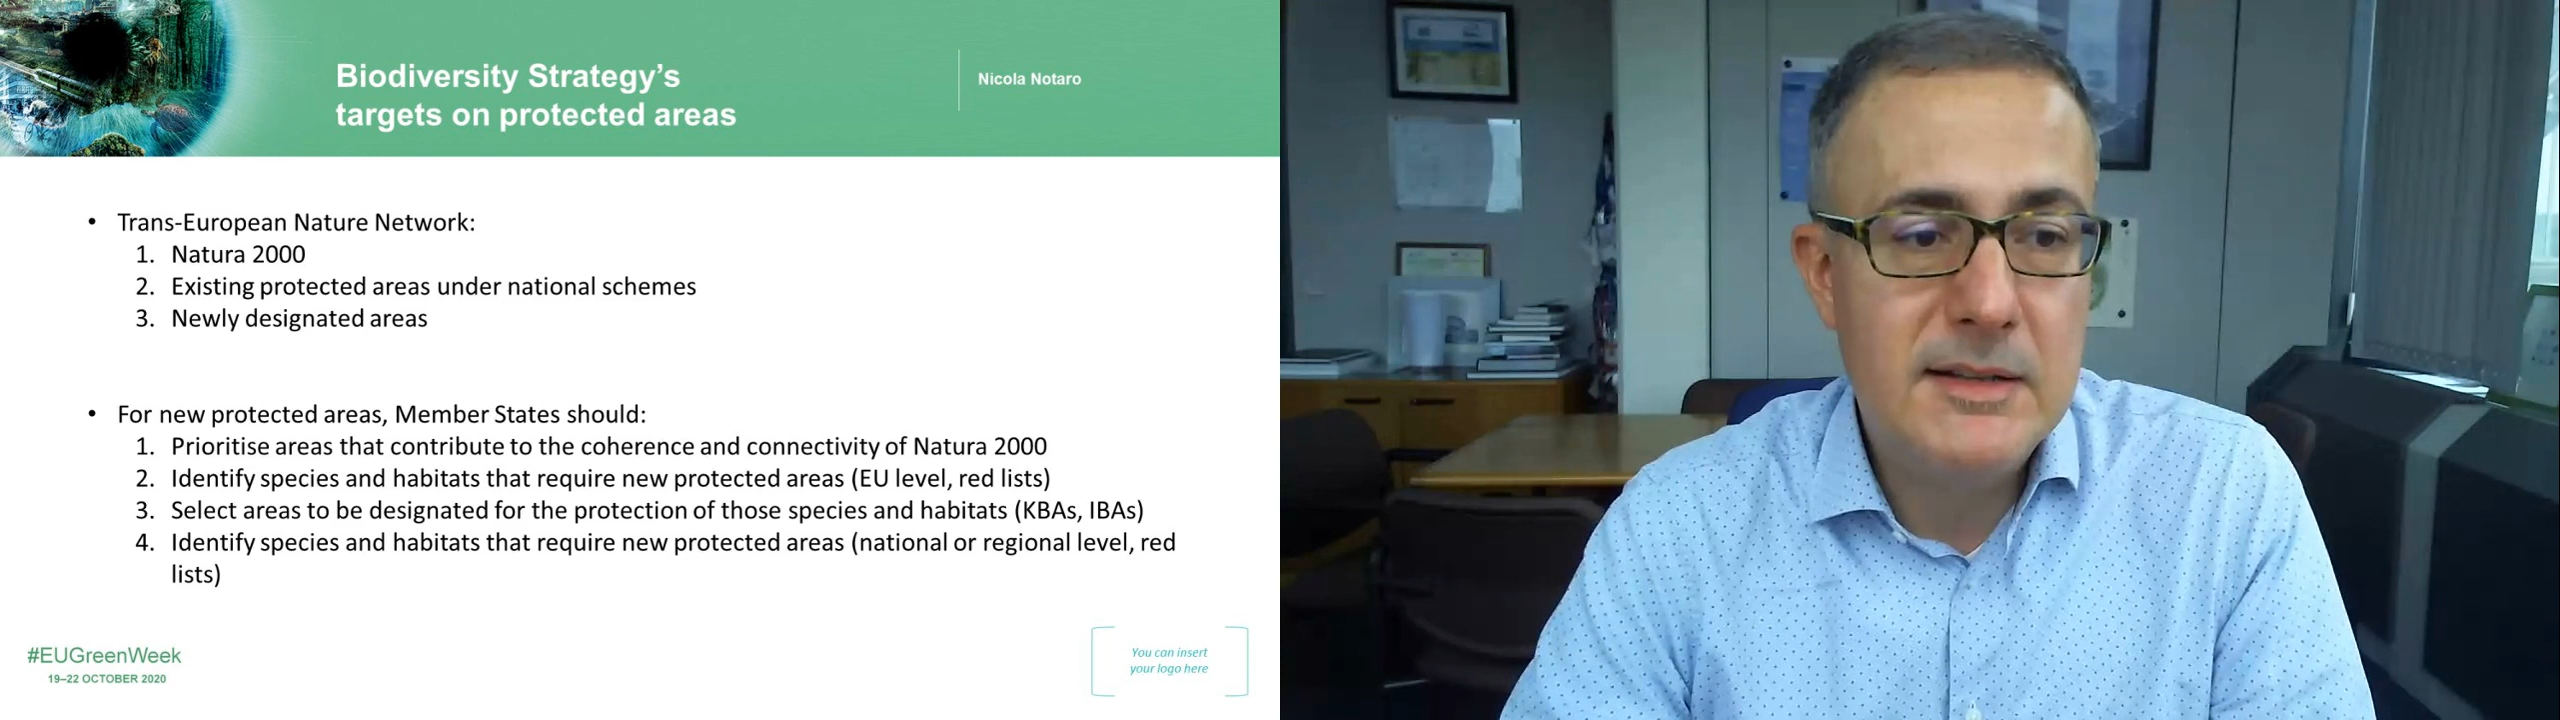 Biodiversity Strategy’s
targets on protected areas
Nicola Notaro
• Trans-European Nature Network:
1. Natura 2000
2. Existing protected areas under national schemes
3. Newly designated areas
• For new protected areas, Member States should:
1. Prioritise areas that contribute to the coherence and connectivity of Natura 2000
2. Identify species and habitats that require new protected areas (EU level, red lists)
3. Select areas to be designated for the protection of those species and habitats (KBAs, IBAs)
4. Identify species and habitats that require new protected areas (national or regional level, red
lists)
#EUGreenWeek
19–22 OCTOBER 2020
You can insert
your logo here